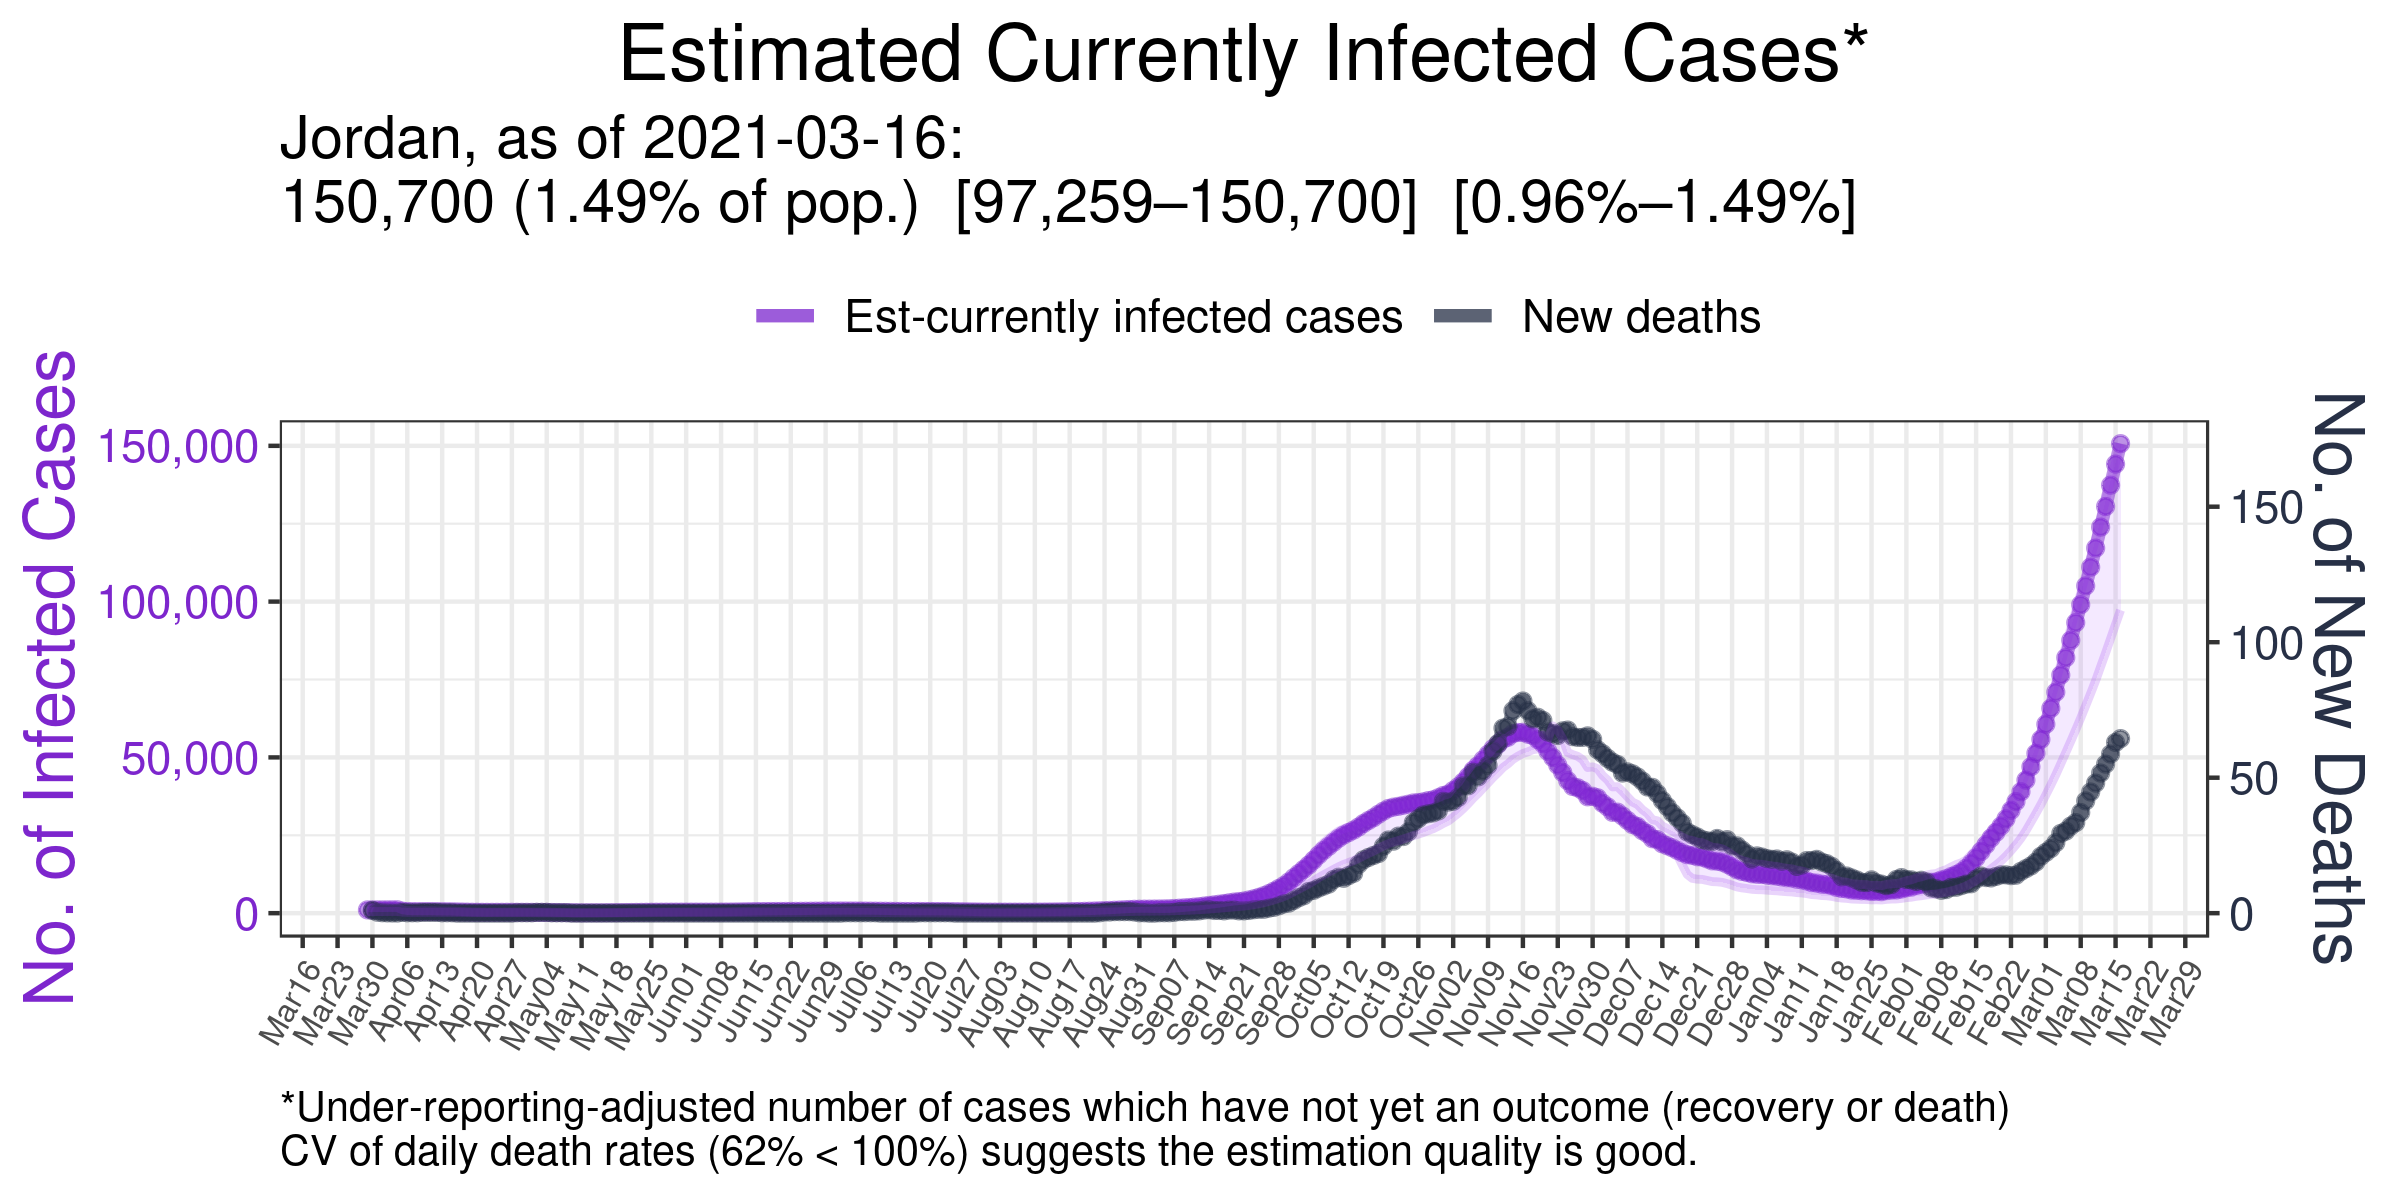 Estimated Currently Infected Cases*
Jordan, as of 2021-03-16:
150,700 (1.49% of pop.) [97,259–150,700] [0.96%–1.49%]
Est-currently infected cases
New deaths
No. of Infected Cases
150,000
100,000
50,000
0
150
100
50
0
No. of New Deaths
Mar16
Mar23
Mar30
Apr06
Apr13
Apr20
Apr27
May04
May11
May18
May25
Jun01
Jun08
Jun15
Jun22
Jun29
Jul06
Jul13
Jul20
Jul27
Aug03
Aug10
Aug17
Aug24
Aug31
Sep07
Sep14
Sep21
Sep28
Oct05
Oct12
Oct19
Oct26
Nov02
Nov09
Nov16
Nov23
Nov30
Dec07
Dec14
Dec21
Dec28
Jan04
Jan11
Jan18
Jan25
Feb01
Feb08
Feb15
Feb22
Mar01
Mar08
Mar15
Mar22
Mar29
*Under-reporting-adjusted number of cases which have not yet an outcome (recovery or death)
CV of daily death rates (62% < 100%) suggests the estimation quality is good.